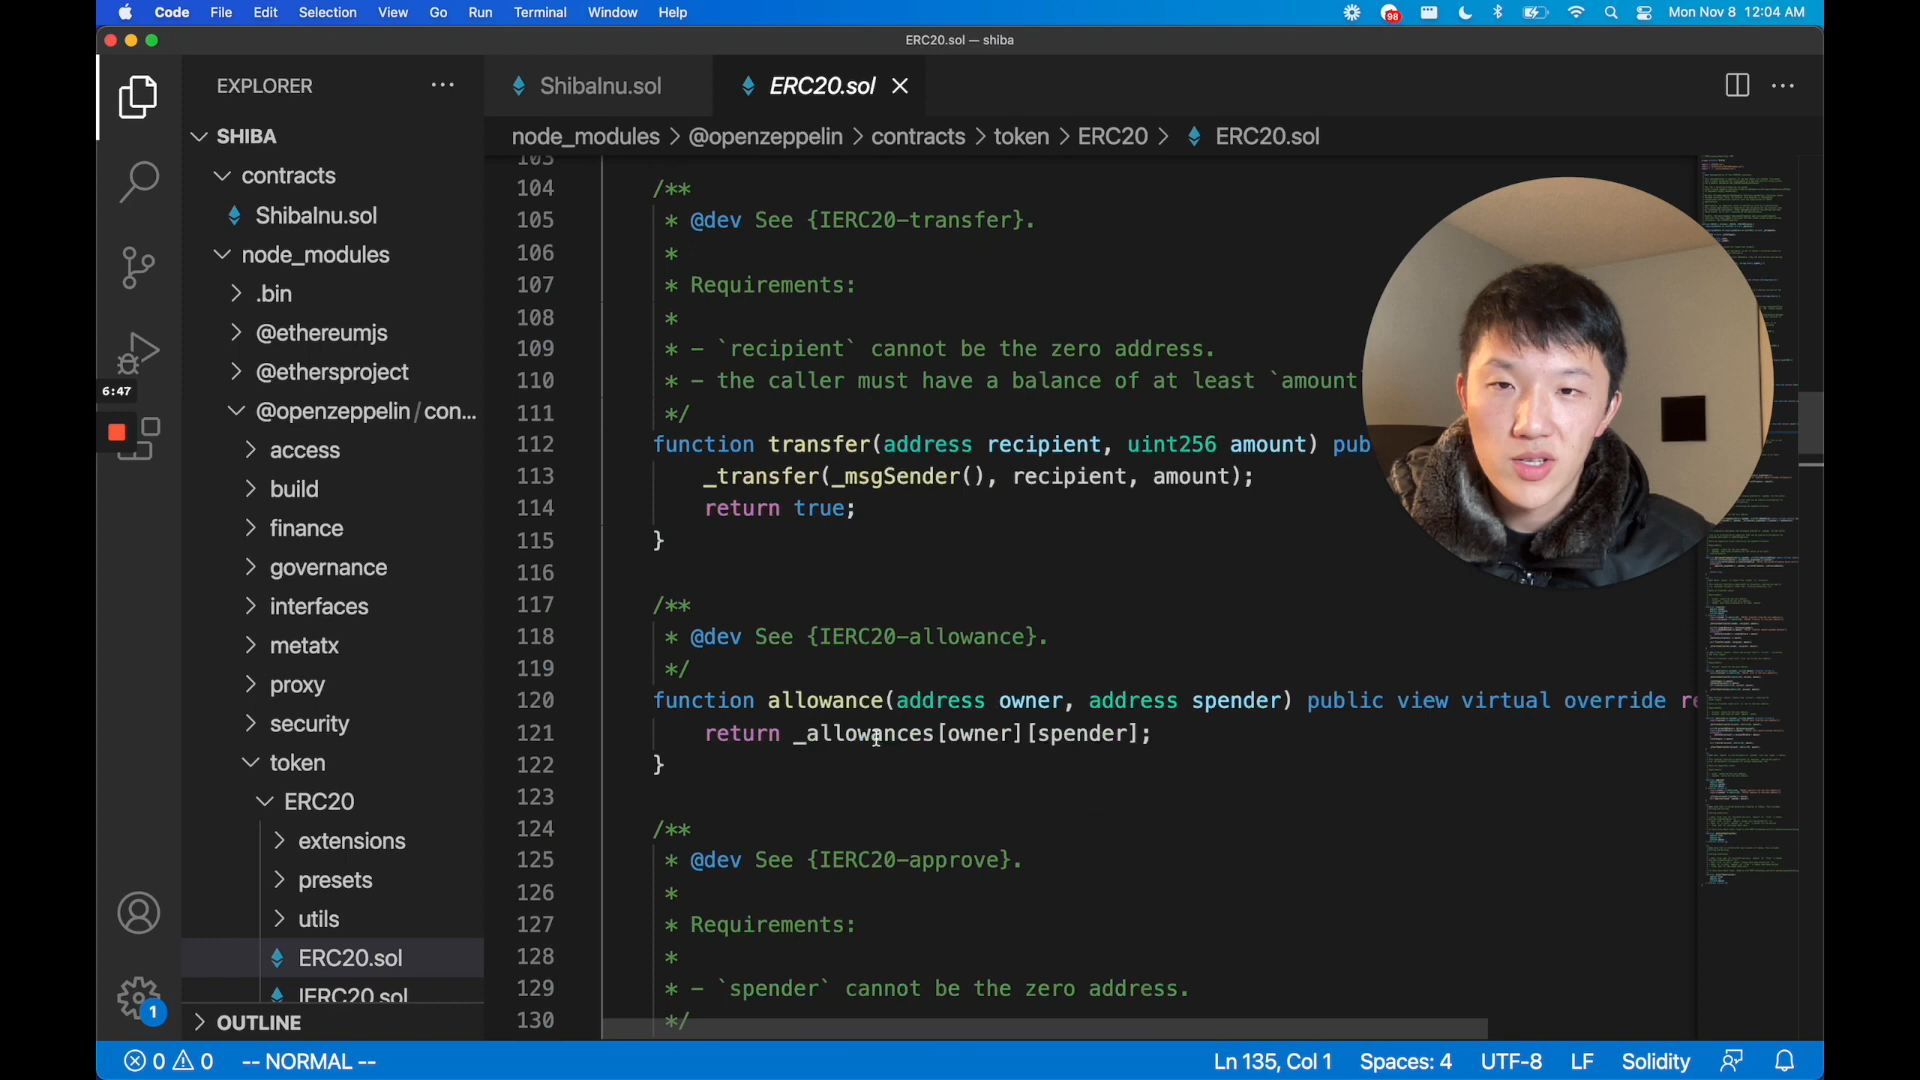 Code File Edit Selection View Go Run Terminal Window Help 98 Mon Nov 8 12:04 AM
ERC20.sol — shiba
EXPLORER ···
ShibaInu.sol ERC20.sol ×
node_modules > @openzeppelin > contracts > token > ERC20 > ERC20.sol
SHIBA
contracts
ShibaInu.sol
node_modules
.bin
@ethereumjs
@ethersproject
@openzeppelin/con...
access
build
finance
governance
interfaces
metatx
proxy
security
token
ERC20
extensions
presets
utils
ERC20.sol
IERC20.sol
OUTLINE
6:47
1
103
104 /**
105 * @dev See {IERC20-transfer}.
106 *
107 * Requirements:
108 *
109 * - `recipient` cannot be the zero address.
110 * - the caller must have a balance of at least `amount`
111 */
112 function transfer(address recipient, uint256 amount) pub
113 _transfer(_msgSender(), recipient, amount);
114 return true;
115 }
116
117 /**
118 * @dev See {IERC20-allowance}.
119 */
120 function allowance(address owner, address spender) public view virtual override re
121 return _allowances[owner][spender];
122 }
123
124 /**
125 * @dev See {IERC20-approve}.
126 *
127 * Requirements:
128 *
129 * - `spender` cannot be the zero address.
130 */
0 0 -- NORMAL -- Ln 135, Col 1 Spaces: 4 UTF-8 LF Solidity